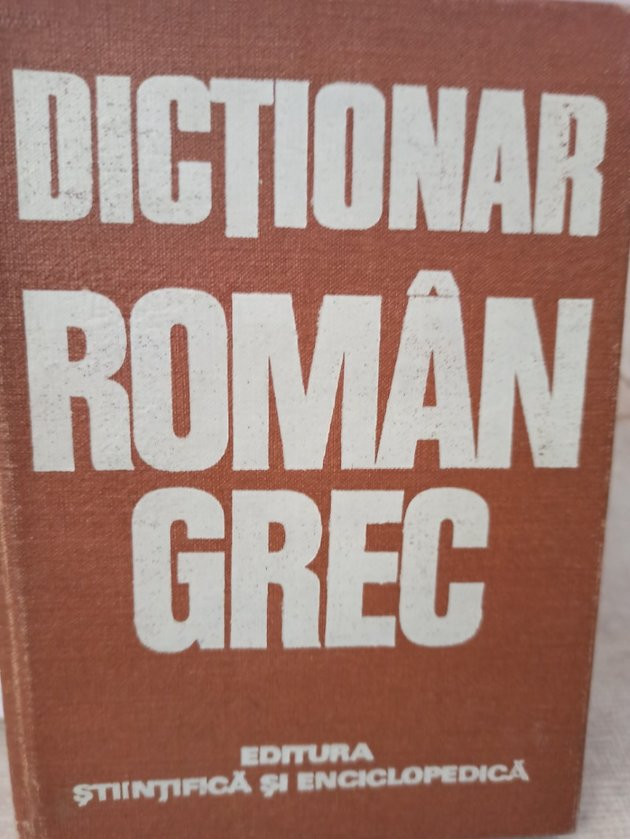 DICȚIONAR
ROMÂN
GREC
EDITURA
ȘTIINȚIFICĂ ȘI ENCICLOPEDICĂ